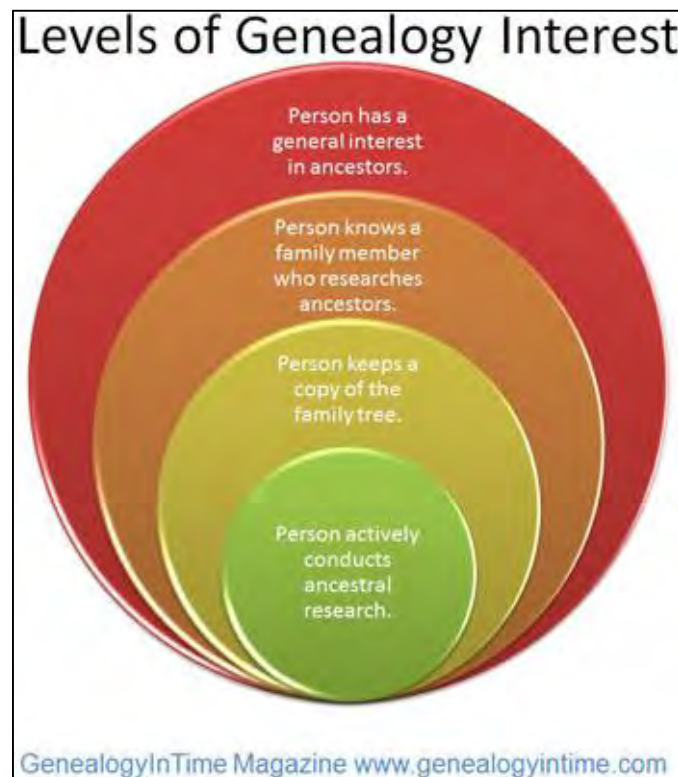 Levels of Genealogy Interest
Person has a
general interest
in ancestors.
Person knows a
family member
who researches
ancestors.
Person keeps a
copy of the
family tree.
Person actively
conducts
ancestral
research.
GenealogyInTime Magazine www.genealogyintime.com